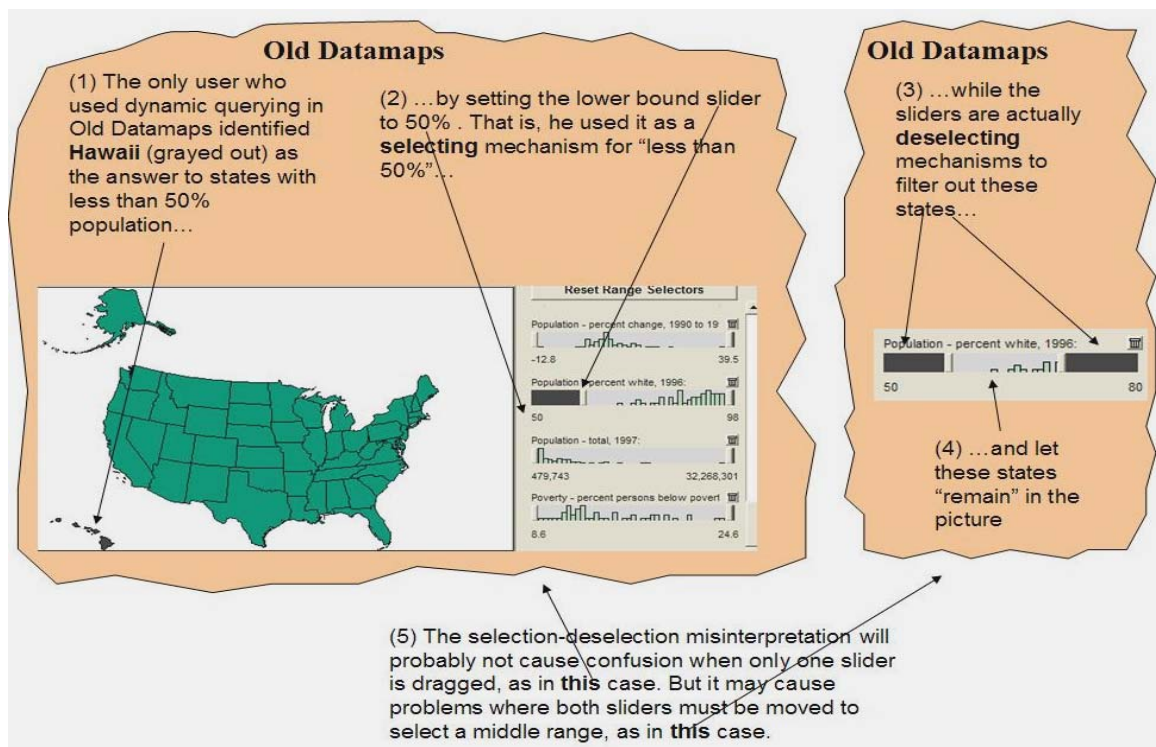 Old Datamaps
(1) The only user who
used dynamic querying in
Old Datamaps identified
Hawaii (grayed out) as
the answer to states with
less than 50%
population…
(2) …by setting the lower bound slider
to 50% . That is, he used it as a
selecting mechanism for “less than
50%”…
Reset Range Selectors
Population - percent change, 1990 to 19
-12.8 39.5
Population - percent white, 1996:
50 98
Population - total, 1997:
479,743 32,268,301
Poverty - percent persons below povert
8.6 24.6
Old Datamaps
(3) …while the
sliders are actually
deselecting
mechanisms to
filter out these
states…
Population - percent white, 1996:
50 80
(4) …and let
these states
“remain” in the
picture
(5) The selection-deselection misinterpretation will
probably not cause confusion when only one slider
is dragged, as in this case. But it may cause
problems where both sliders must be moved to
select a middle range, as in this case.